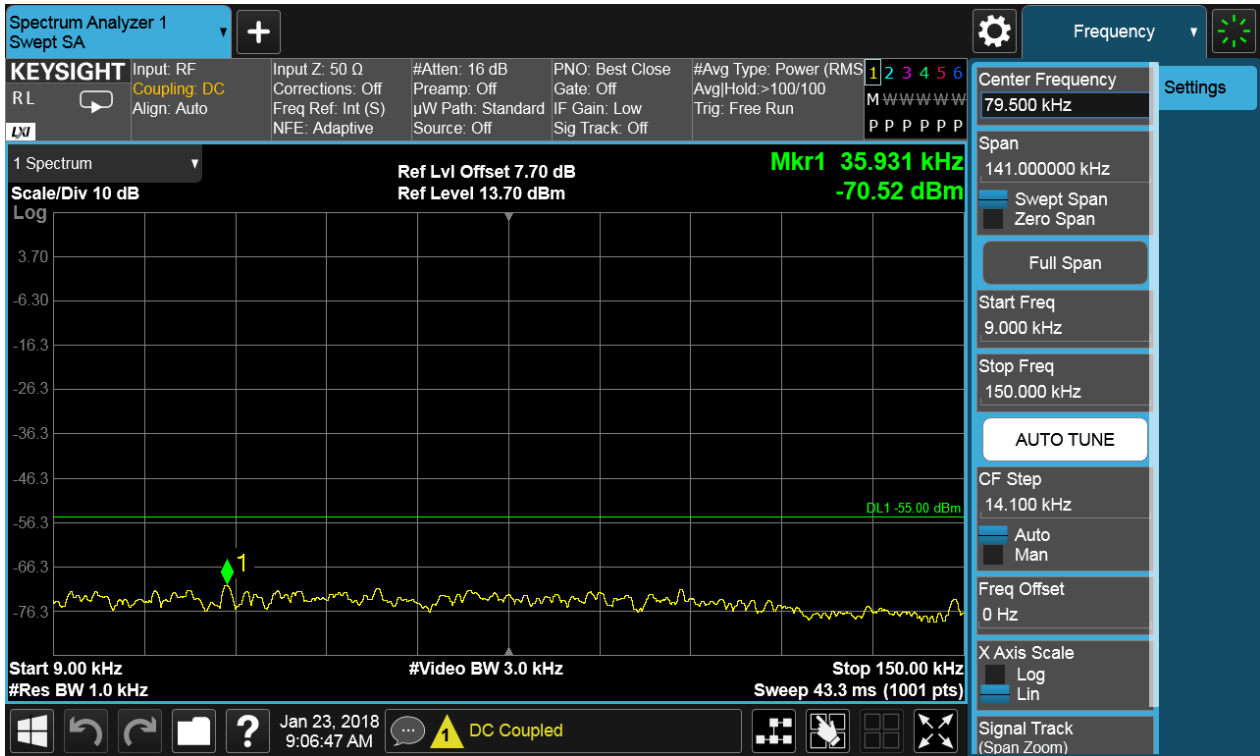 Spectrum Analyzer 1
Swept SA
Frequency
KEYSIGHT
RL
LXI
Input: RF
Coupling: DC
Align: Auto
Input Z: 50 Ω
Corrections: Off
Freq Ref: Int (S)
NFE: Adaptive
#Atten: 16 dB
Preamp: Off
µW Path: Standard
Source: Off
PNO: Best Close
Gate: Off
IF Gain: Low
Sig Track: Off
#Avg Type: Power (RMS
Avg|Hold:>100/100
Trig: Free Run
1 2 3 4 5 6
M W W W W W
P P P P P P
1 Spectrum
Scale/Div 10 dB
Ref Lvl Offset 7.70 dB
Ref Level 13.70 dBm
Mkr1 35.931 kHz
-70.52 dBm
Log
3.70
-6.30
-16.3
-26.3
-36.3
-46.3
-56.3
-66.3
-76.3
DL1 -55.00 dBm
1
Start 9.00 kHz
#Res BW 1.0 kHz
#Video BW 3.0 kHz
Stop 150.00 kHz
Sweep 43.3 ms (1001 pts)
Center Frequency
79.500 kHz
Span
141.000000 kHz
Swept Span
Zero Span
Full Span
Start Freq
9.000 kHz
Stop Freq
150.000 kHz
AUTO TUNE
CF Step
14.100 kHz
Auto
Man
Freq Offset
0 Hz
X Axis Scale
Log
Lin
Signal Track
(Span Zoom)
Settings
?
Jan 23, 2018
9:06:47 AM
1
DC Coupled